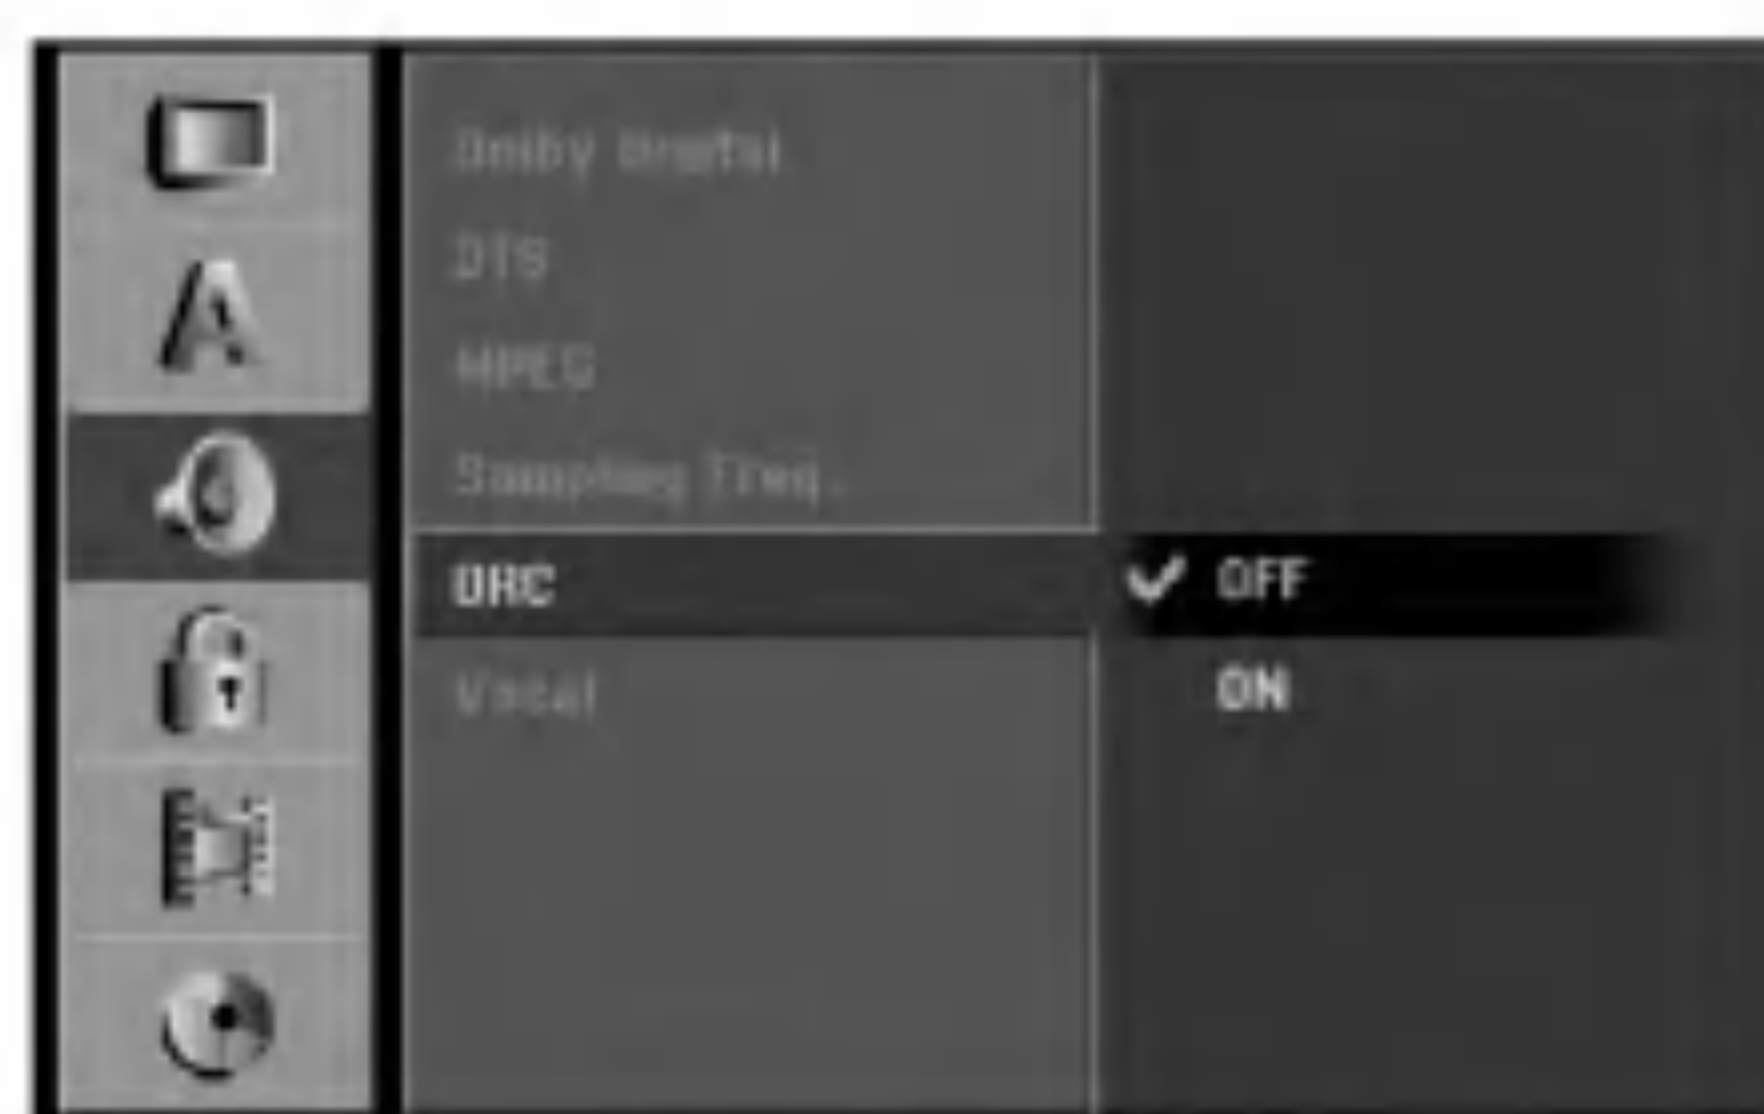 Dolby Digital
DTS
MPEG
Sampling Freq.
DRC
OFF
Vocal
ON